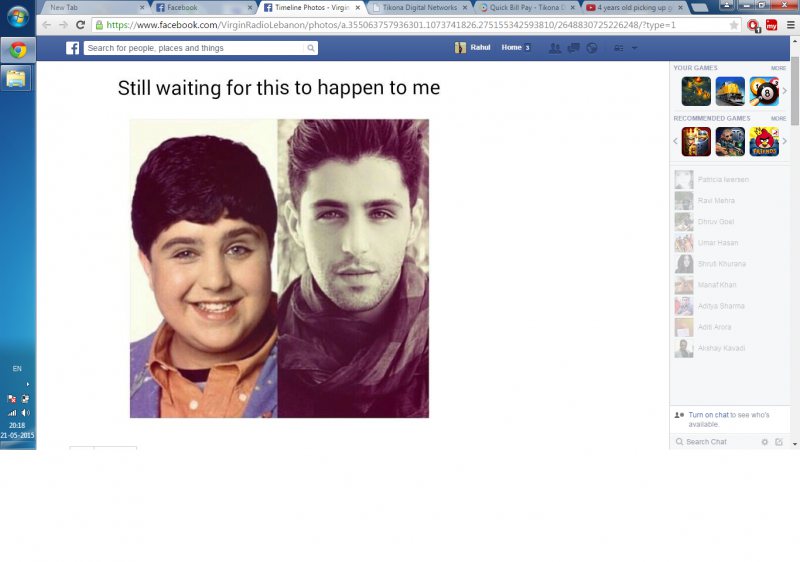 New Tab
Facebook
Timeline Photos - Virgin
Tikona Digital Networks
Quick Bill Pay - Tikona D
4 years old picking up g
https://www.facebook.com/VirginRadioLebanon/photos/a.355063757936301.1073741826.275155342593810/2648830725226248/?type=1
Search for people, places and things
Rahul
Home 3
Still waiting for this to happen to me
YOUR GAMES
MORE
RECOMMENDED GAMES
MORE
FRIENDS
Patricia Iwersen
Ravi Mehra
Dhruv Goel
Umar Hasan
Shruti Khurana
Manaf Khan
Aditya Sharma
Aditi Arora
Akshay Kavadi
Turn on chat to see who's
available
Search Chat
EN
20:18
21-05-2015